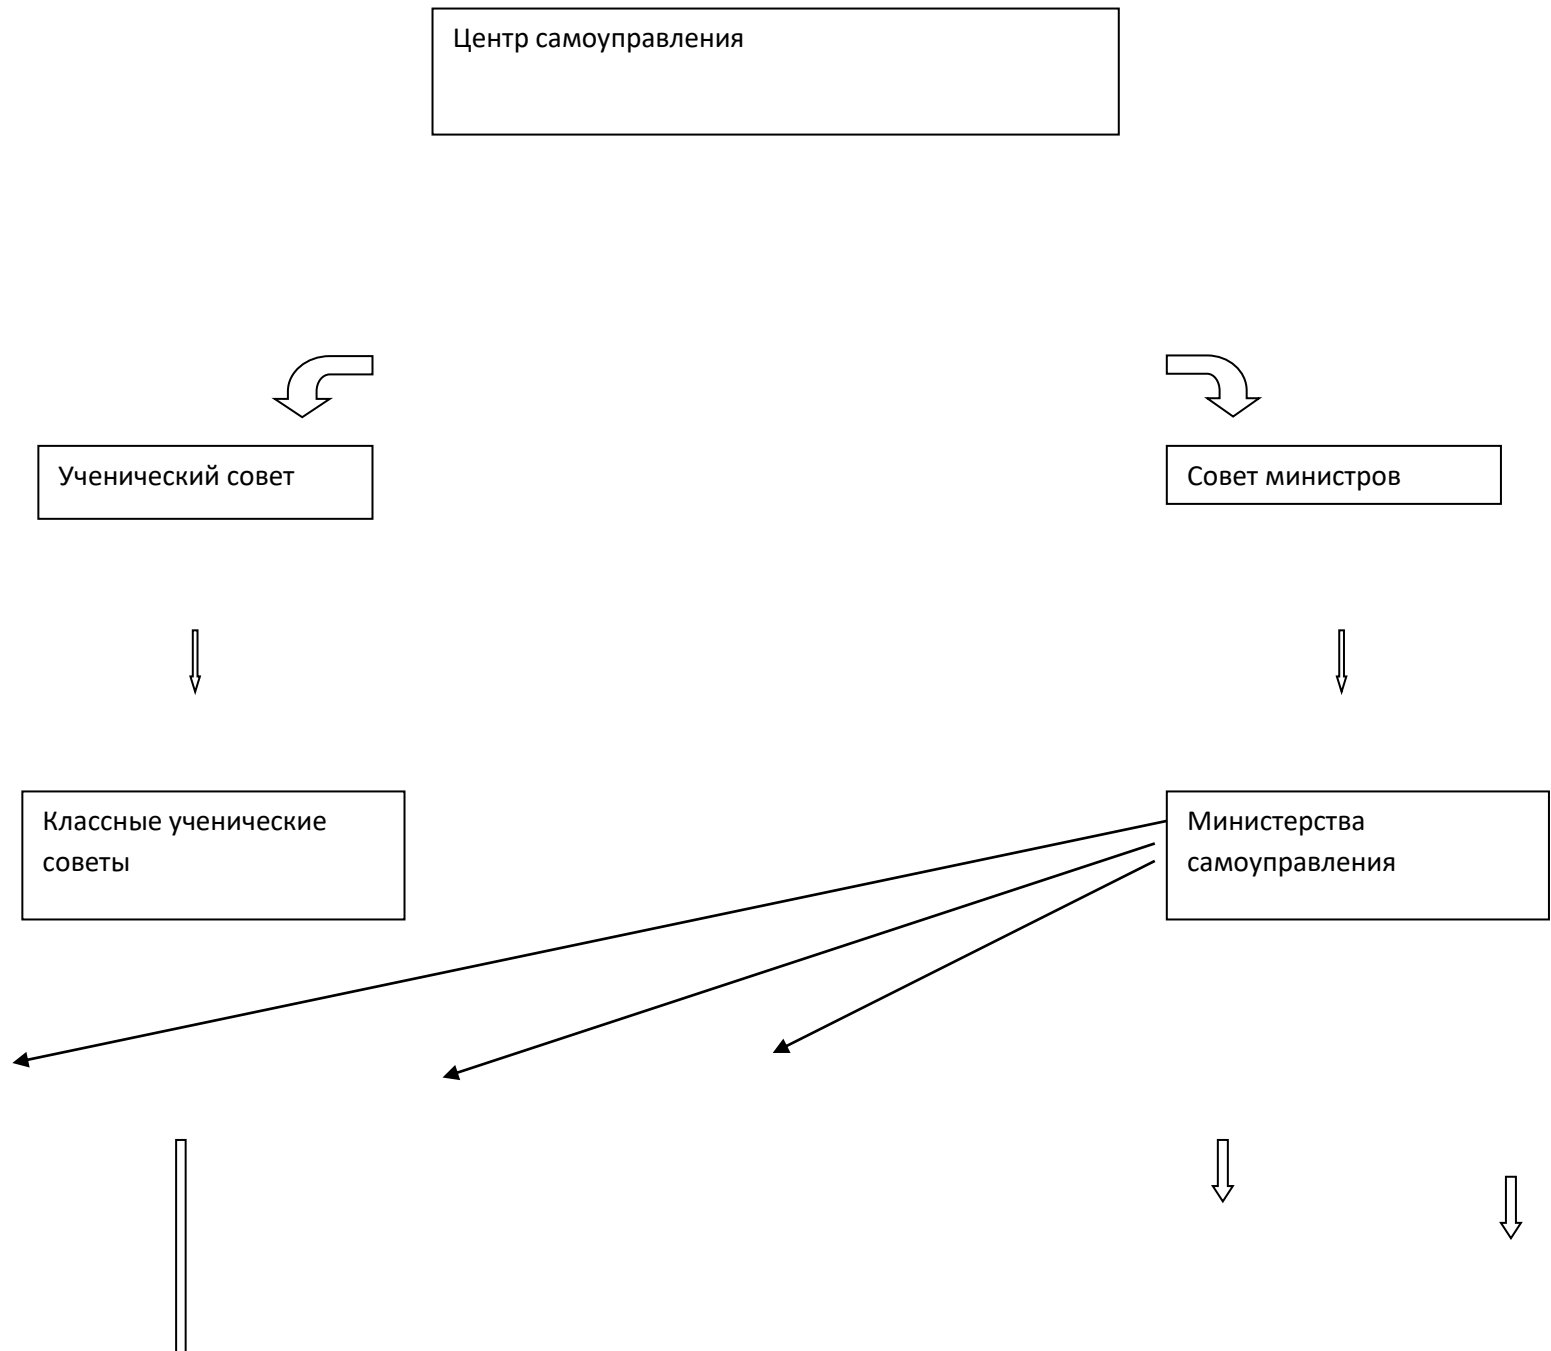 Центр самоуправления
Ученический совет
Совет министров
Классные ученические
советы
Министерства
самоуправления